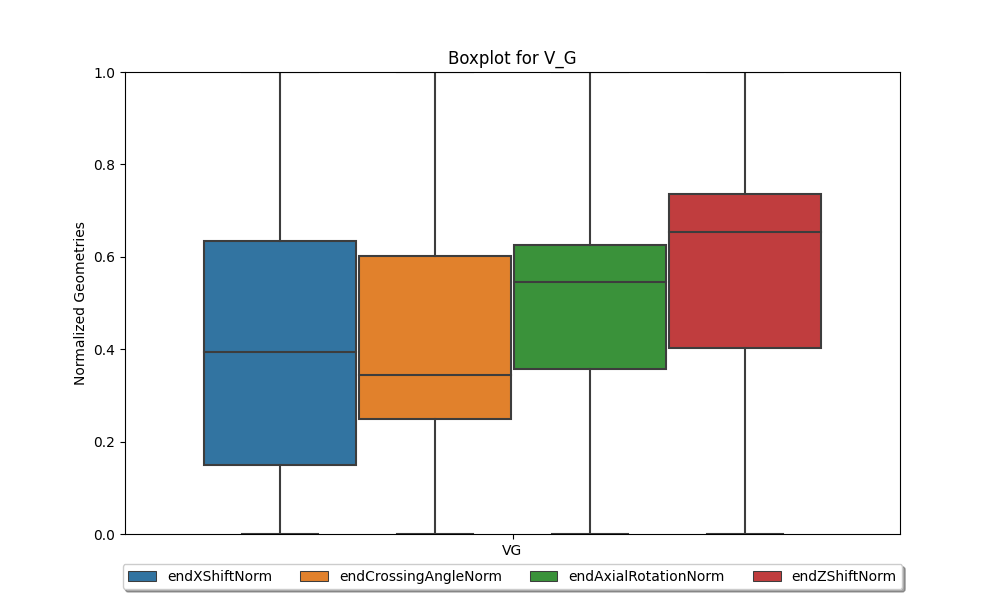 Boxplot for V_G
Normalized Geometries
1.0
0.8
0.6
0.4
0.2
0.0
VG
endXShiftNorm endCrossingAngleNorm endAxialRotationNorm endZShiftNorm